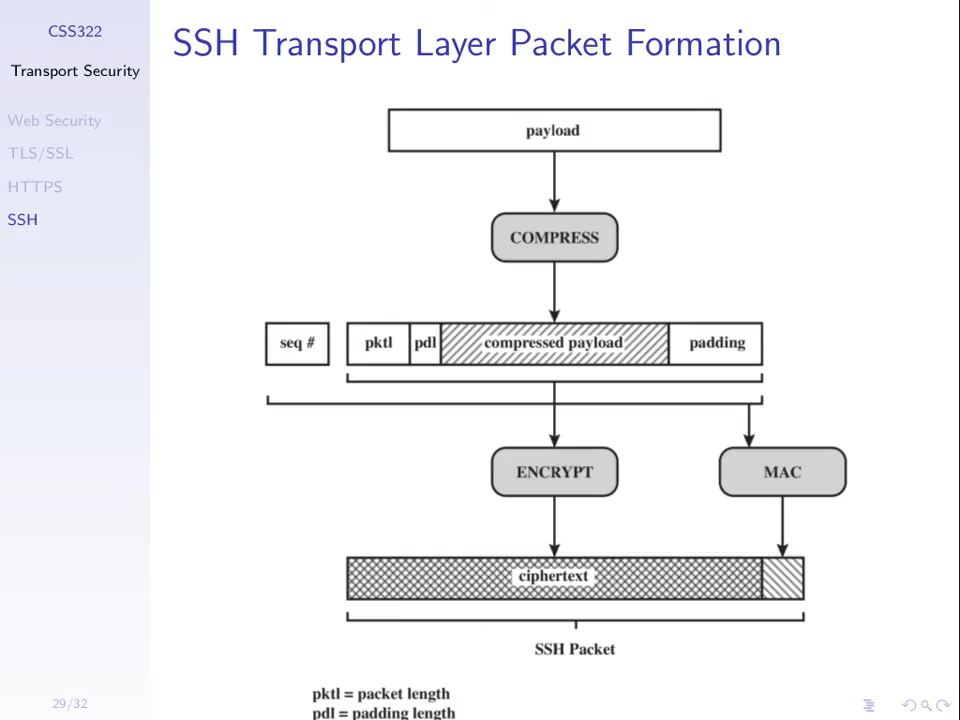 CSS322
Transport Security
Web Security
TLS/SSL
HTTPS
SSH
29/32
SSH Transport Layer Packet Formation
payload
COMPRESS
seq #
pktl
pdl
compressed payload
padding
ENCRYPT
MAC
ciphertext
SSH Packet
pktl = packet length
pdl = padding length